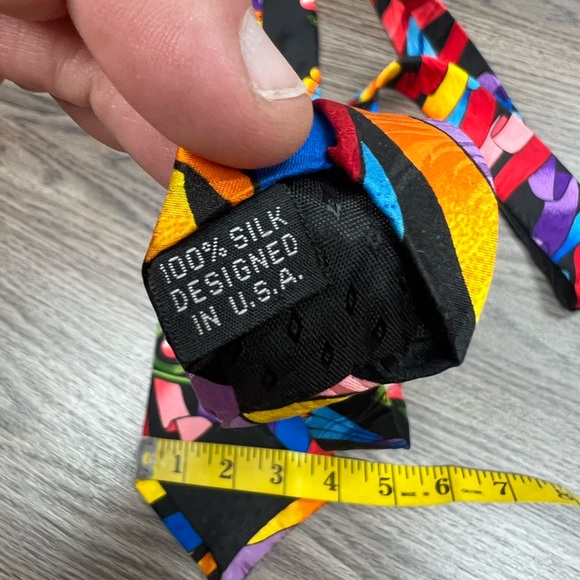 100% SILK
DESIGNED
IN U.S.A.
1 2 3 4 5 6 7